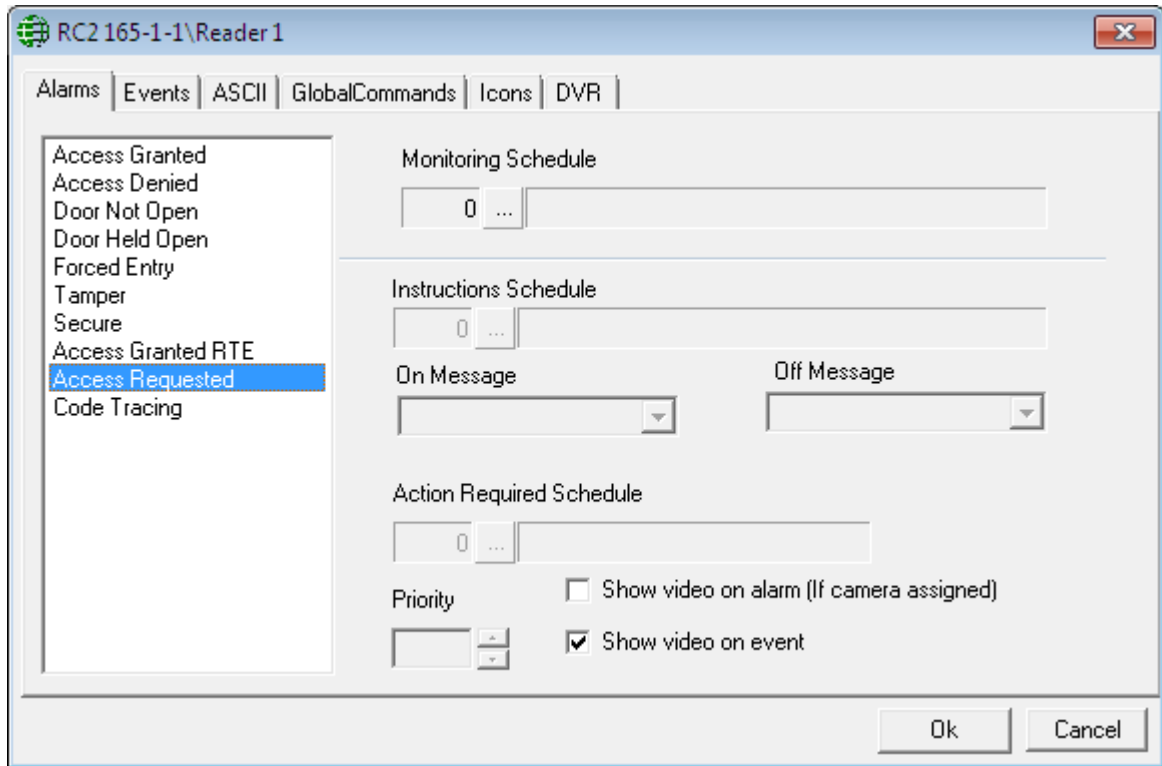 RC2 165-1-1\Reader 1
Alarms Events ASCII GlobalCommands Icons DVR
Access Granted
Access Denied
Door Not Open
Door Held Open
Forced Entry
Tamper
Secure
Access Granted RTE
Access Requested
Code Tracing
Monitoring Schedule
0 ...
Instructions Schedule
0 ...
On Message Off Message
Action Required Schedule
0 ...
Show video on alarm (If camera assigned)
Priority
Show video on event
Ok Cancel